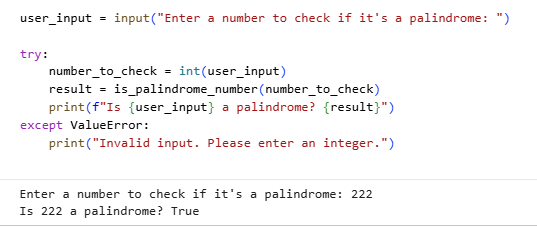 user_input = input("Enter a number to check if it's a palindrome: ")
try:
    number_to_check = int(user_input)
    result = is_palindrome_number(number_to_check)
    print(f"Is {user_input} a palindrome? {result}")
except ValueError:
    print("Invalid input. Please enter an integer.")
Enter a number to check if it's a palindrome: 222
Is 222 a palindrome? True